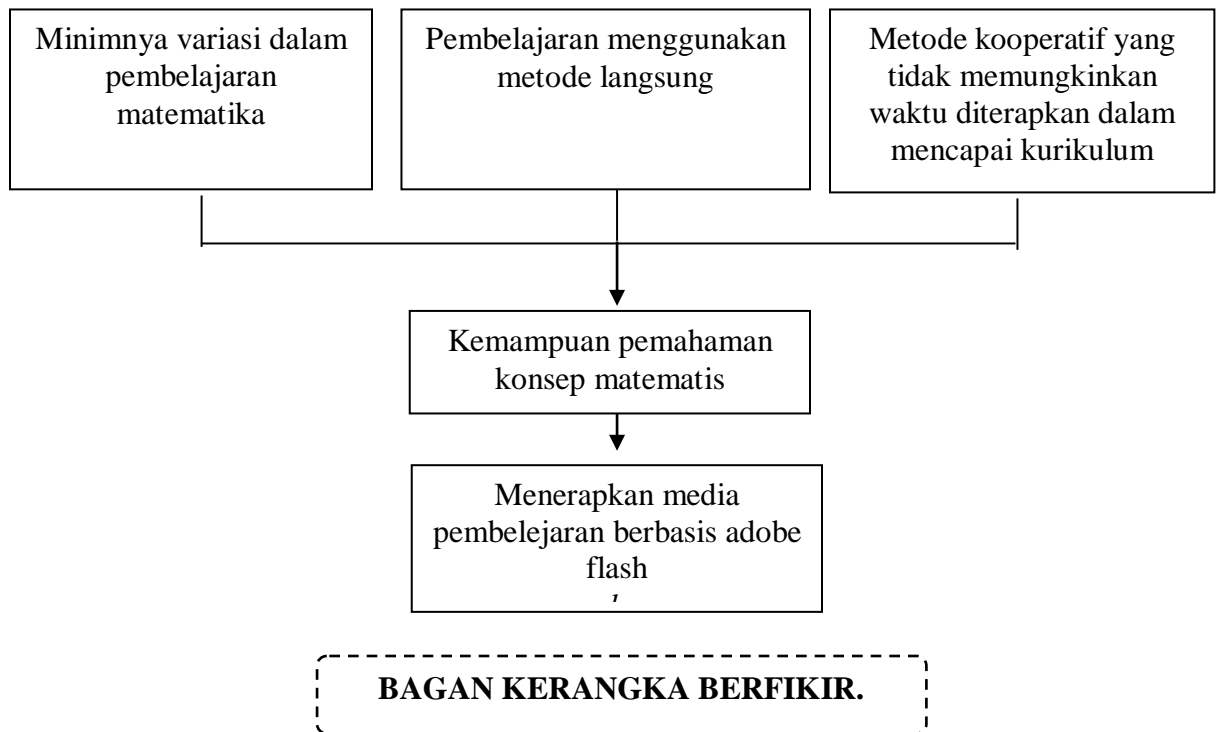 Minimnya variasi dalam
pembelajaran
matematika
Pembelajaran menggunakan
metode langsung
Metode kooperatif yang
tidak memungkinkan
waktu diterapkan dalam
mencapai kurikulum
Kemampuan pemahaman
konsep matematis
Menerapkan media
pembelejaran berbasis adobe
flash
BAGAN KERANGKA BERFIKIR.